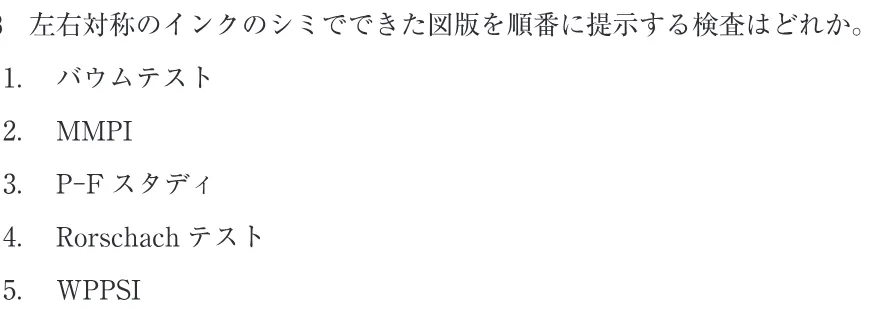 左右対称のインクのシミでできた図版を順番に提示する検査はどれか。
1. バウムテスト
2. MMPI
3. P-F スタディ
4. Rorschach テスト
5. WPPSI